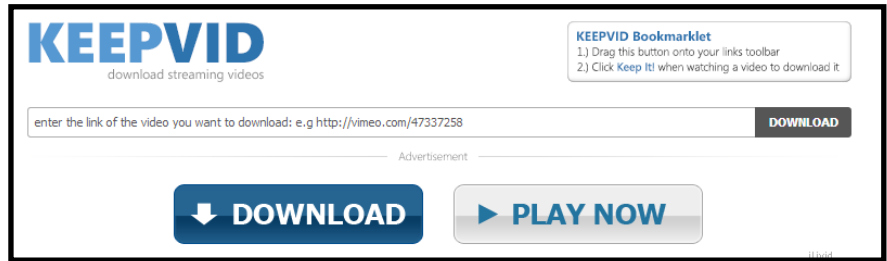 KEEPVID
download streaming videos
KEEPVID Bookmarklet
1.) Drag this button onto your links toolbar
2.) Click Keep It! when watching a video to download it
enter the link of the video you want to download: e.g http://vimeo.com/47337258
DOWNLOAD
Advertisement
DOWNLOAD
PLAY NOW